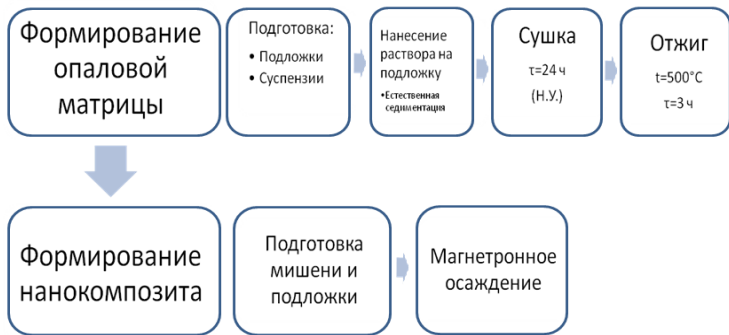 Формирование
опаловой
матрицы
Подготовка:
• Подложки
• Суспензии
Нанесение
раствора на
подложку
•Естественная
седиментация
Сушка
τ=24 ч
(Н.У.)
Отжиг
t=500°C
τ=3 ч
Формирование
нанокомпозита
Подготовка
мишени и
подложки
Магнетронное
осаждение